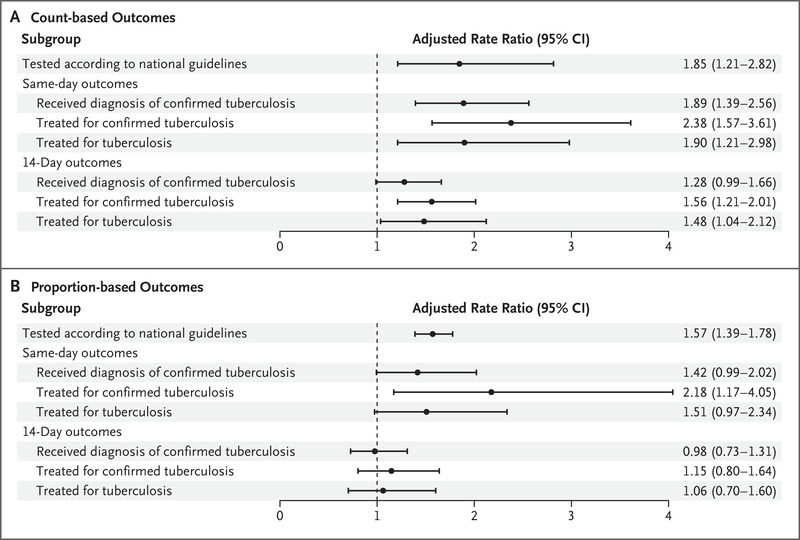 A Count-based Outcomes
Subgroup Adjusted Rate Ratio (95% CI)
Tested according to national guidelines 1.85 (1.21–2.82)
Same-day outcomes
Received diagnosis of confirmed tuberculosis 1.89 (1.39–2.56)
Treated for confirmed tuberculosis 2.38 (1.57–3.61)
Treated for tuberculosis 1.90 (1.21–2.98)
14-Day outcomes
Received diagnosis of confirmed tuberculosis 1.28 (0.99–1.66)
Treated for confirmed tuberculosis 1.56 (1.21–2.01)
Treated for tuberculosis 1.48 (1.04–2.12)
0 1 2 3 4
B Proportion-based Outcomes
Subgroup Adjusted Rate Ratio (95% CI)
Tested according to national guidelines 1.57 (1.39–1.78)
Same-day outcomes
Received diagnosis of confirmed tuberculosis 1.42 (0.99–2.02)
Treated for confirmed tuberculosis 2.18 (1.17–4.05)
Treated for tuberculosis 1.51 (0.97–2.34)
14-Day outcomes
Received diagnosis of confirmed tuberculosis 0.98 (0.73–1.31)
Treated for confirmed tuberculosis 1.15 (0.80–1.64)
Treated for tuberculosis 1.06 (0.70–1.60)
0 1 2 3 4